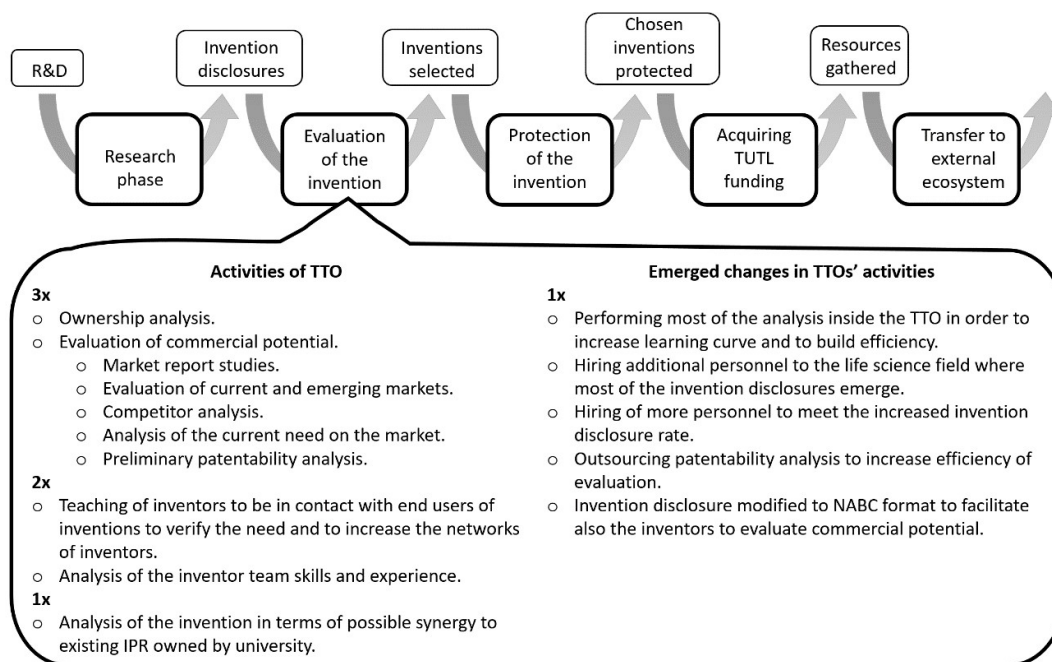 R&D
Invention
disclosures
Inventions
selected
Chosen
inventions
protected
Resources
gathered
Research
phase
Evaluation
of the
invention
Protection
of the
invention
Acquiring
TUTL
funding
Transfer to
external
ecosystem
Activities of TTO
3x
o Ownership analysis.
o Evaluation of commercial potential.
o Market report studies.
o Evaluation of current and emerging markets.
o Competitor analysis.
o Analysis of the current need on the market.
o Preliminary patentability analysis.
2x
o Teaching of inventors to be in contact with end users of
inventions to verify the need and to increase the networks
of inventors.
o Analysis of the inventor team skills and experience.
1x
o Analysis of the invention in terms of possible synergy to
existing IPR owned by university.
Emerged changes in TTOs’ activities
1x
o Performing most of the analysis inside the TTO in order to
increase learning curve and to build efficiency.
o Hiring additional personnel to the life science field where
most of the invention disclosures emerge.
o Hiring of more personnel to meet the increased invention
disclosure rate.
o Outsourcing patentability analysis to increase efficiency of
evaluation.
o Invention disclosure modified to NABC format to facilitate
also the inventors to evaluate commercial potential.